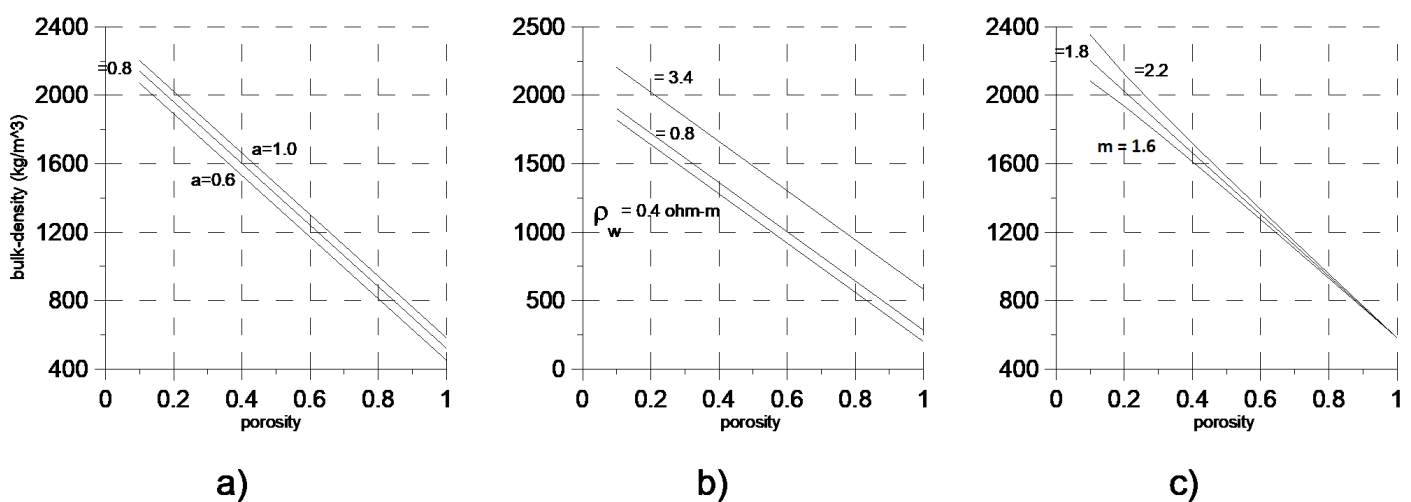 2400
2000
1600
1200
800
400
bulk-density (kg/m^3)
=0.8
a=1.0
a=0.6
0 0.2 0.4 0.6 0.8 1
porosity
a)
2500
2000
1500
1000
500
0
= 3.4
= 0.8
ρw = 0.4 ohm-m
0 0.2 0.4 0.6 0.8 1
porosity
b)
2400
2000
1600
1200
800
400
=1.8
=2.2
m = 1.6
0 0.2 0.4 0.6 0.8 1
porosity
c)